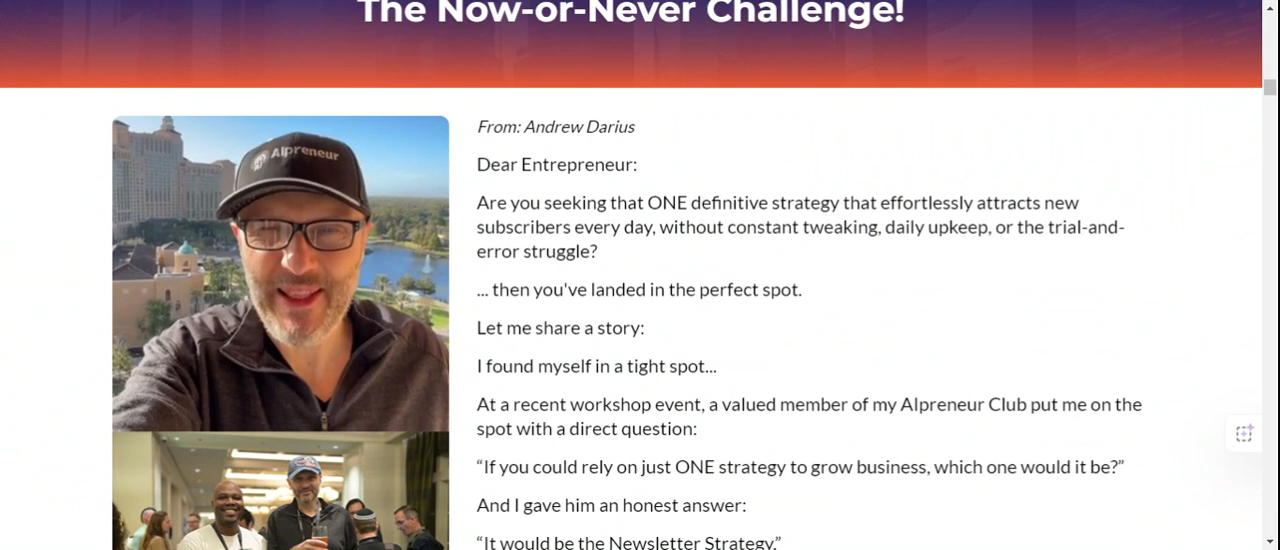 The Now-or-Never Challenge!
AIpreneur
From: Andrew Darius
Dear Entrepreneur:
Are you seeking that ONE definitive strategy that effortlessly attracts new
subscribers every day, without constant tweaking, daily upkeep, or the trial-and-
error struggle?
... then you've landed in the perfect spot.
Let me share a story:
I found myself in a tight spot...
At a recent workshop event, a valued member of my AIpreneur Club put me on the
spot with a direct question:
“If you could rely on just ONE strategy to grow business, which one would it be?”
And I gave him an honest answer:
“It would be the Newsletter Strategy.”